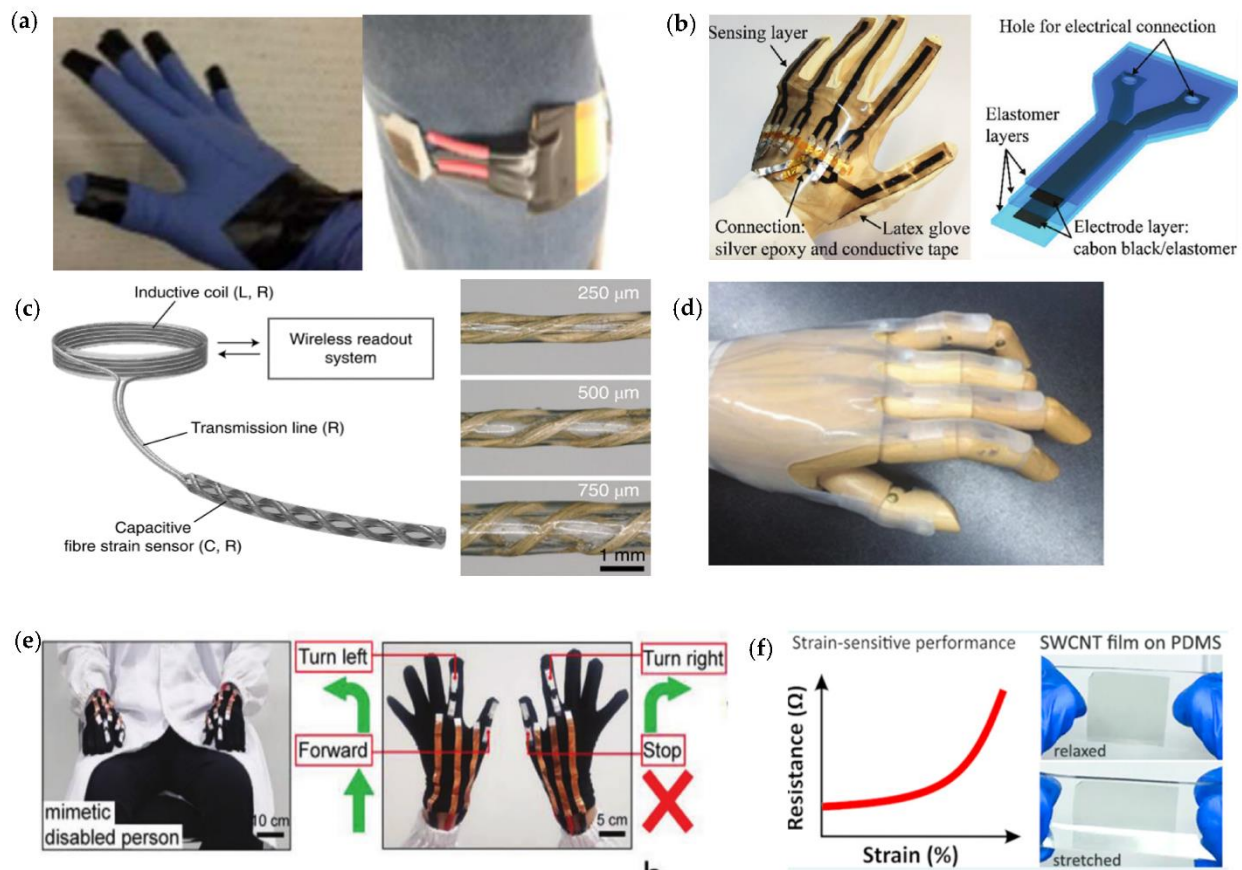 (a)
(b)
Sensing layer
Connection:
silver epoxy and conductive tape
Latex glove
Hole for electrical connection
Elastomer
layers
Electrode layer:
cabon black/elastomer
(c)
Inductive coil (L, R)
Wireless readout
system
Transmission line (R)
Capacitive
fibre strain sensor (C, R)
250 μm
500 μm
750 μm
1 mm
(d)
(e)
mimetic
disabled person
10 cm
Turn left
Forward
Turn right
Stop
5 cm
(f)
Strain-sensitive performance
Resistance (Ω)
Strain (%)
SWCNT film on PDMS
relaxed
stretched